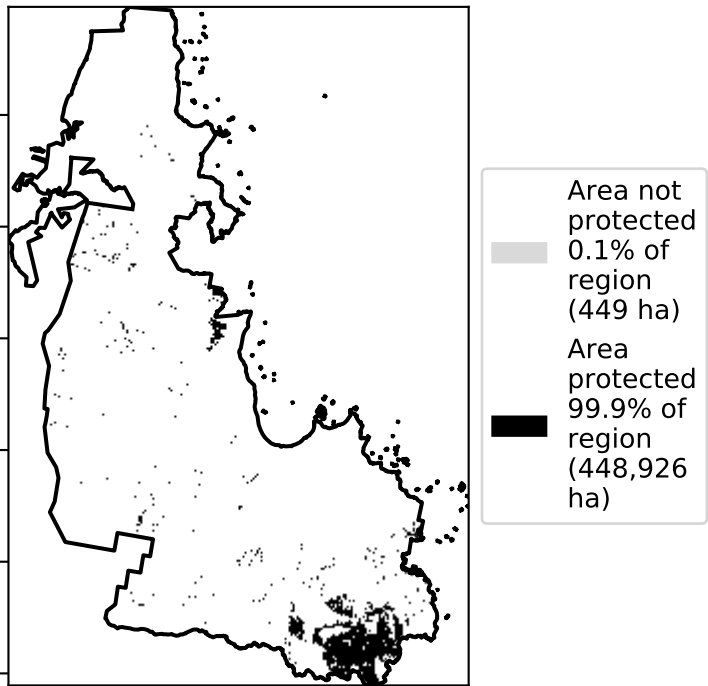 Area not
protected
0.1% of
region
(449 ha)
Area
protected
99.9% of
region
(448,926
ha)